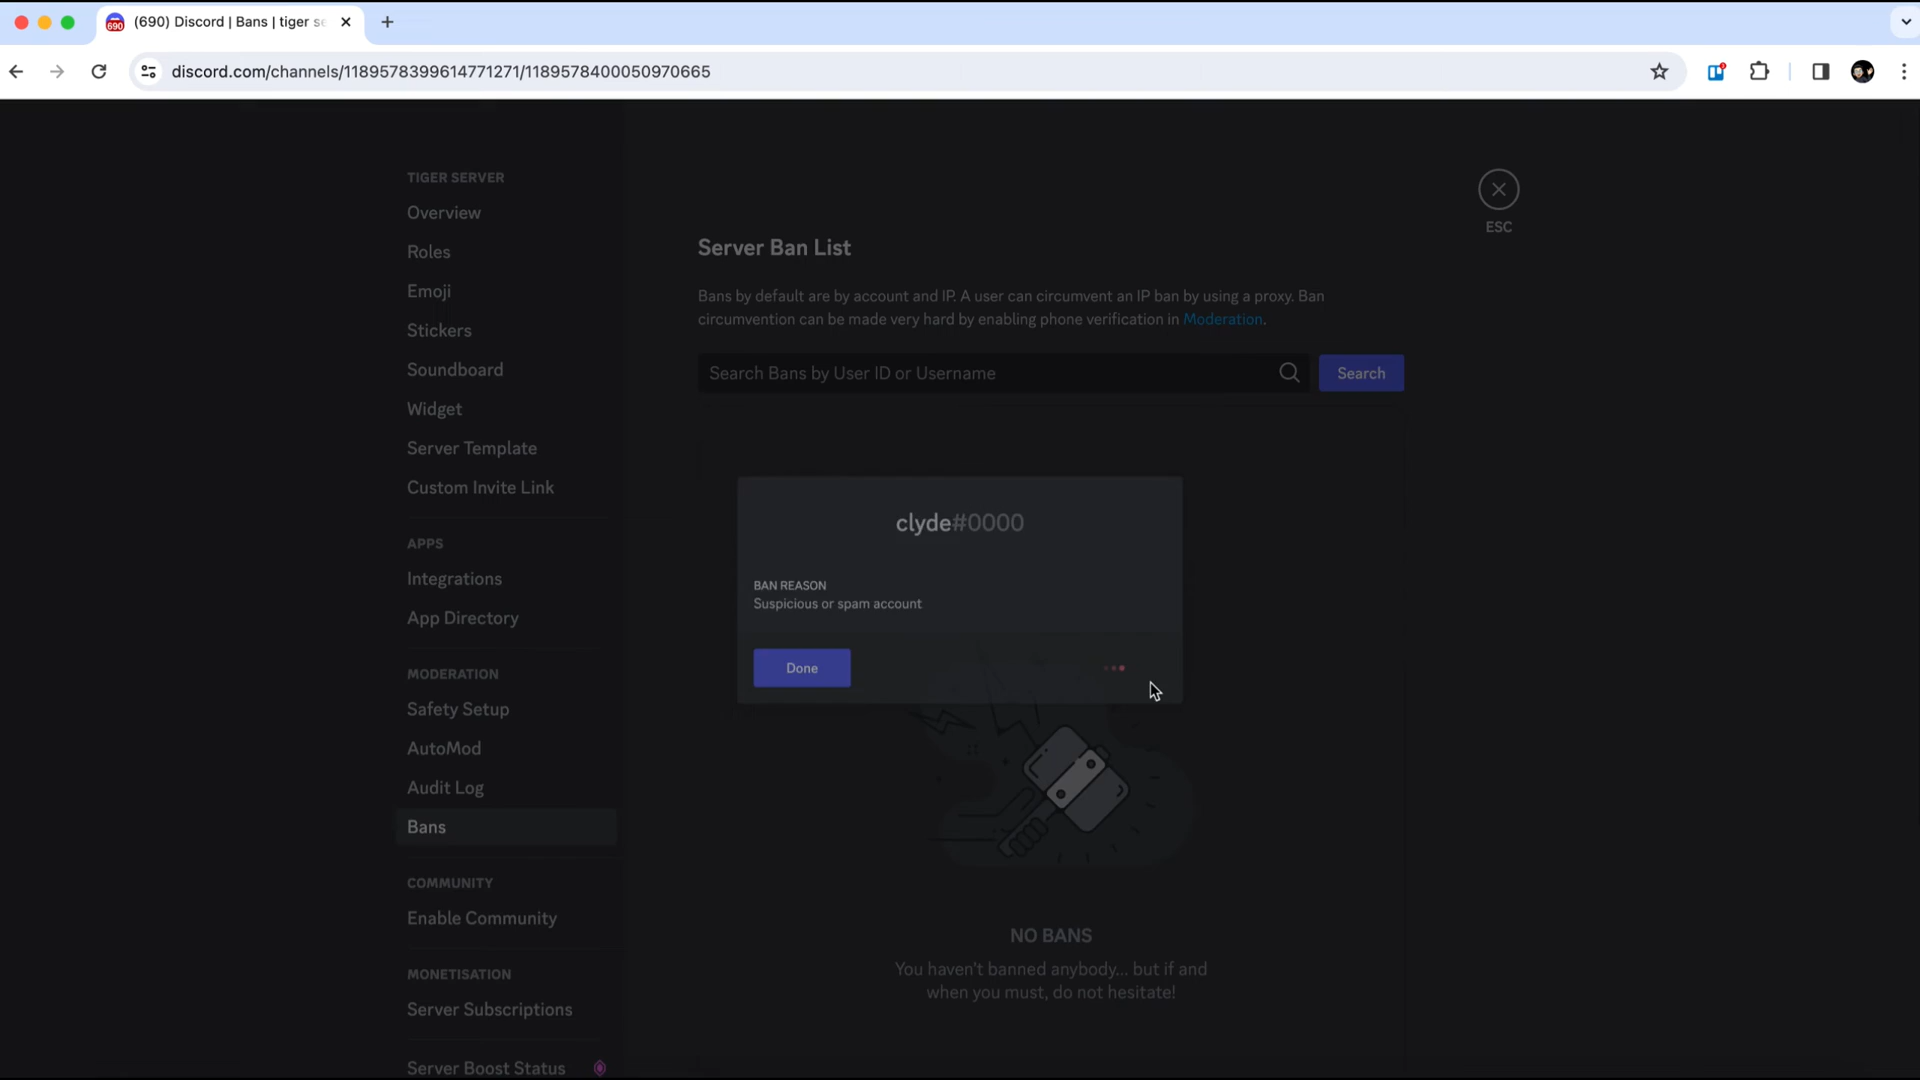 (690) Discord | Bans | tiger se
discord.com/channels/1189578399614771271/1189578400050970665
TIGER SERVER
Overview
Roles
Emoji
Stickers
Soundboard
Widget
Server Template
Custom Invite Link
APPS
Integrations
App Directory
MODERATION
Safety Setup
AutoMod
Audit Log
Bans
COMMUNITY
Enable Community
MONETISATION
Server Subscriptions
Server Boost Status
ESC
Server Ban List
Bans by default are by account and IP. A user can circumvent an IP ban by using a proxy. Ban
circumvention can be made very hard by enabling phone verification in Moderation.
Search Bans by User ID or Username
Search
clyde#0000
BAN REASON
Suspicious or spam account
Done
NO BANS
You haven't banned anybody... but if and
when you must, do not hesitate!